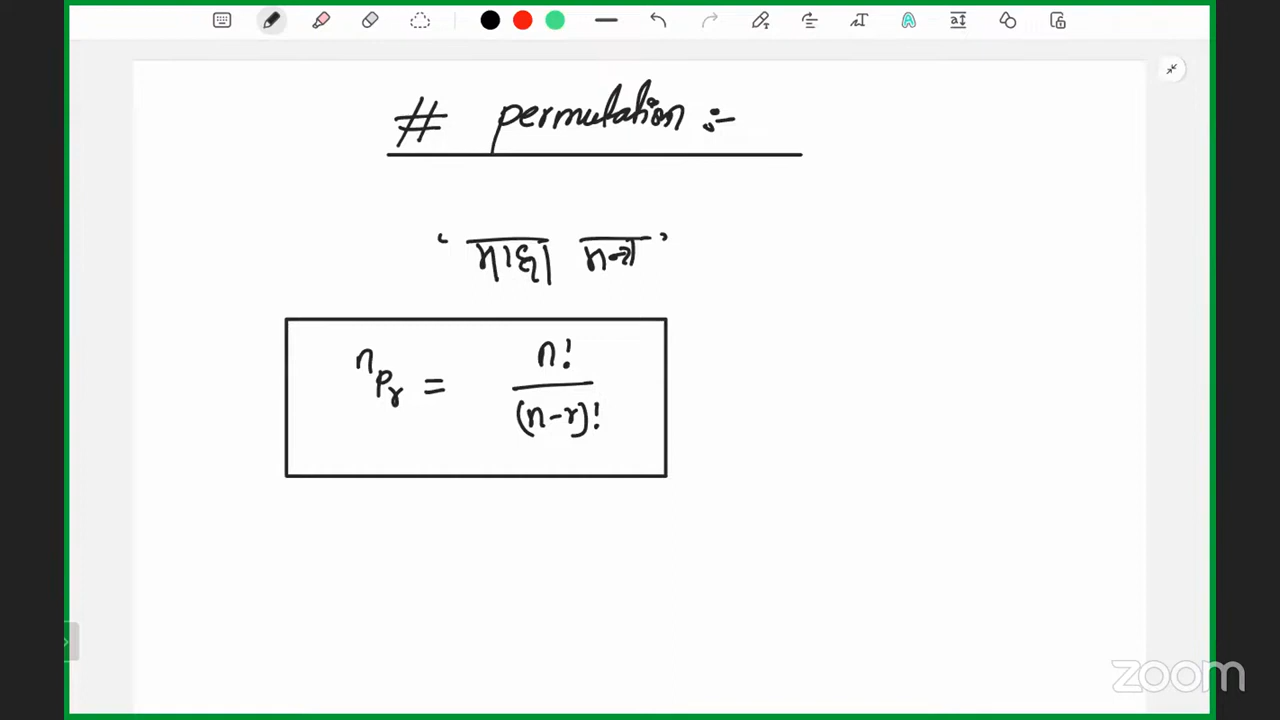 # permutation :-
ⁿPᵣ = n! / (n-r)!
zoom